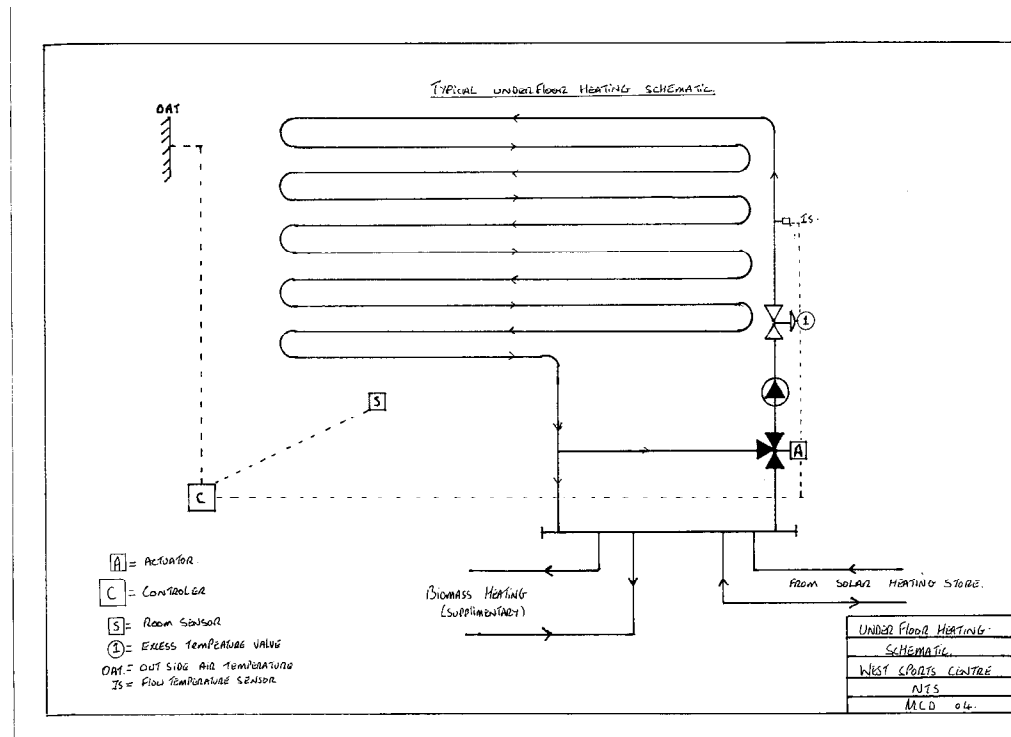 TYPICAL UNDERFLOOR HEATING SCHEMATIC.
OAT
Is.
1
S
A
C
A = ACTUATOR.
C = CONTROLER
S = ROOM SENSOR
1 = EXCESS TEMPERATURE VALVE
OAT. = OUT SIDE AIR TEMPERATURE
Is = FLOW TEMPERATURE SENSOR
BIOMASS HEATING
(SUPPLIMENTARY)
FROM SOLAR HEATING STORE.
UNDER FLOOR HEATING.
SCHEMATIC.
WEST SPORTS CENTRE
NTS
MCD 04.